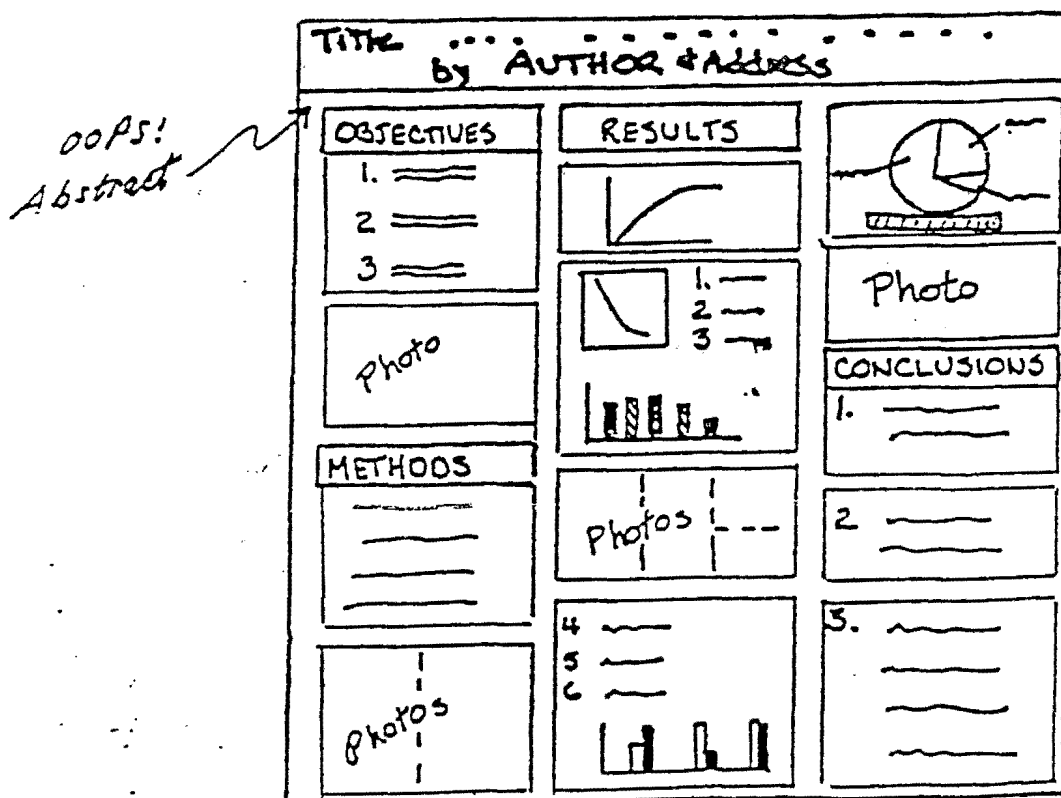 Title
by AUTHOR & Address
OOPS!
Abstract
OBJECTIVES
1.
2
3
Photo
METHODS
Photos
RESULTS
1.
2
3
Photos
4
5
6
Photo
CONCLUSIONS
1.
2
3.